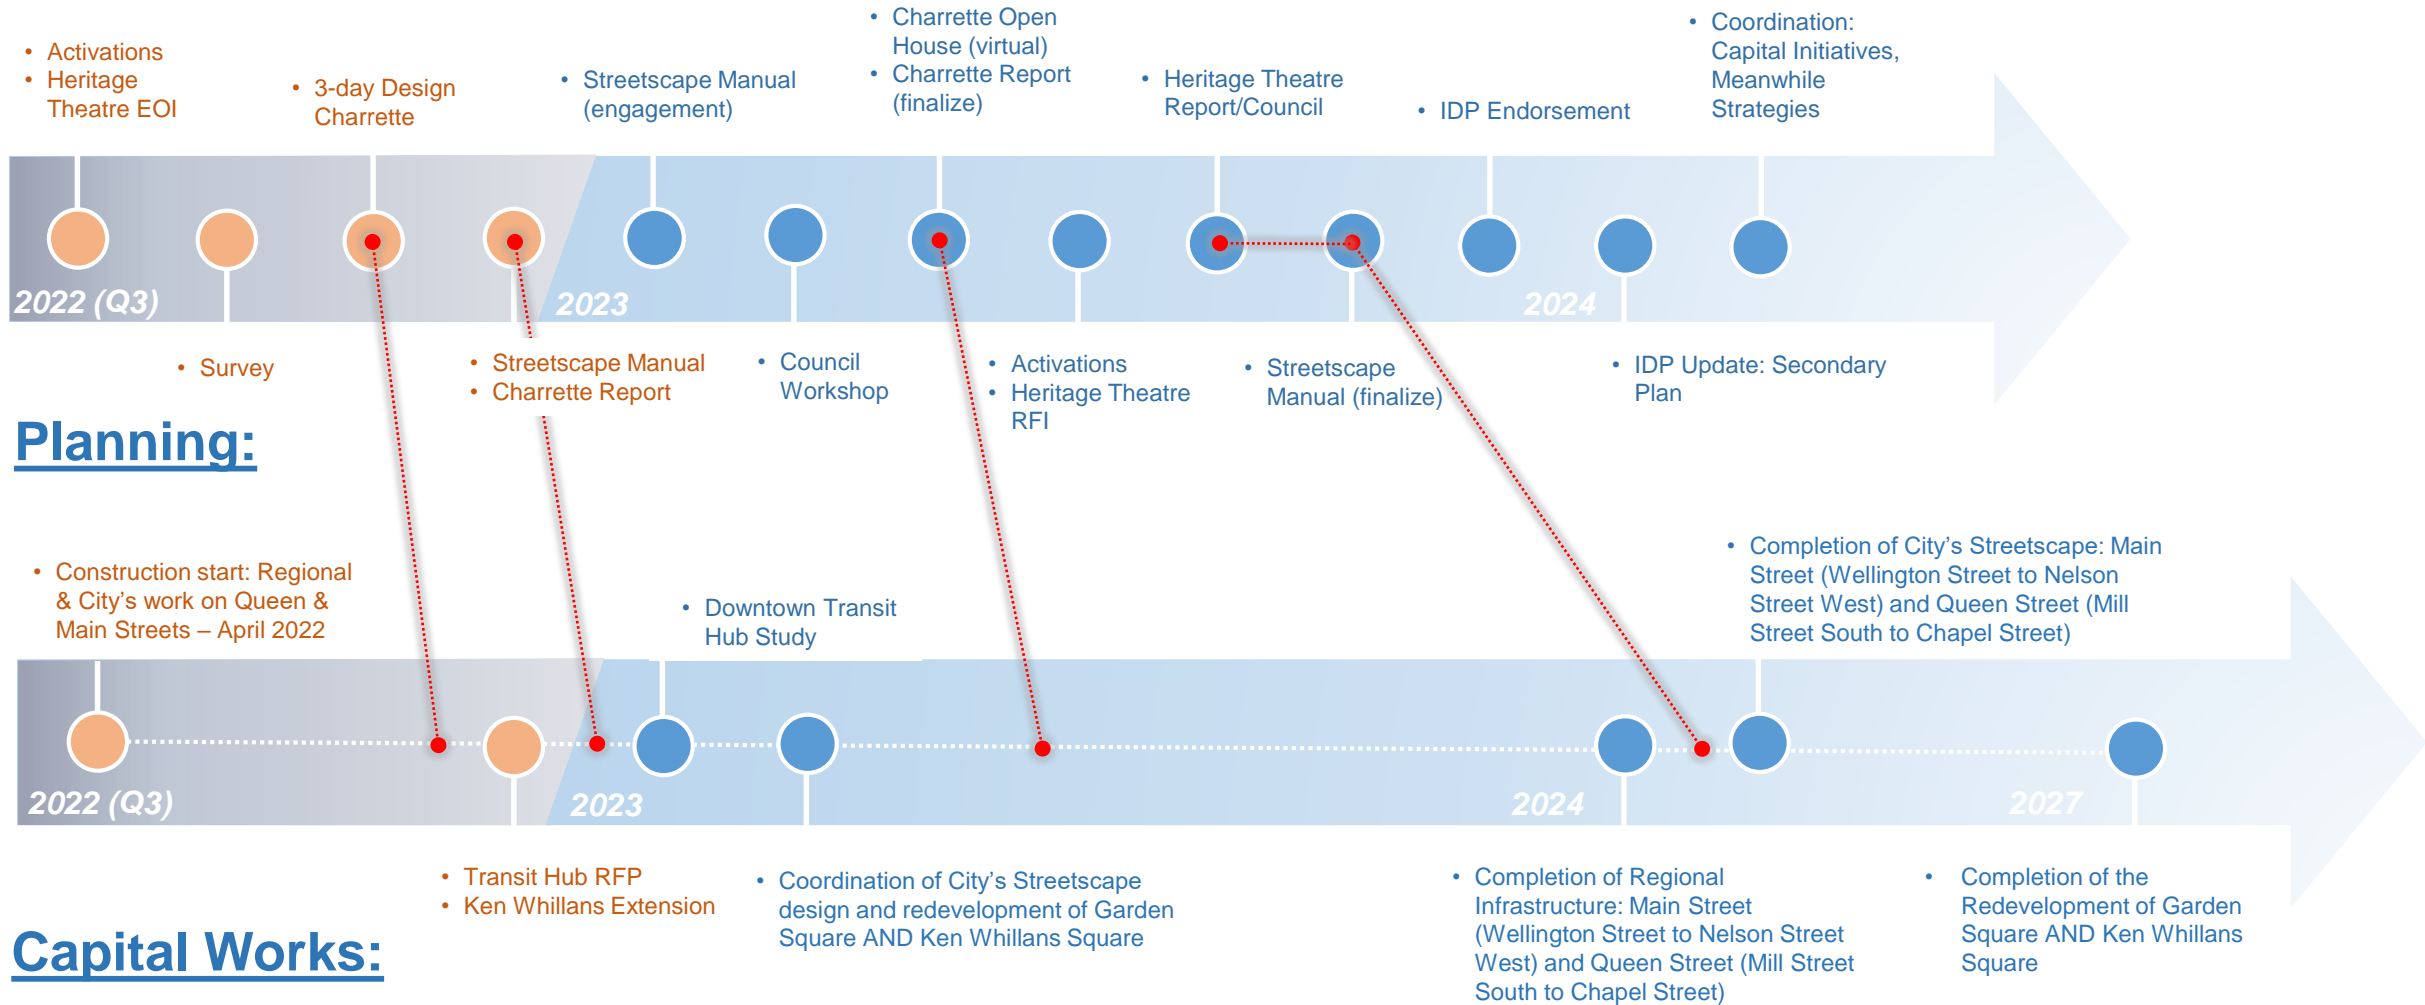 • Activations
• Heritage
Theatre EOI
• 3-day Design
Charrette
• Streetscape Manual
(engagement)
• Charrette Open
House (virtual)
• Charrette Report
(finalize)
• Heritage Theatre
Report/Council
• IDP Endorsement
• Coordination:
Capital Initiatives,
Meanwhile
Strategies
2022 (Q3)
2023
2024
• Survey
• Streetscape Manual
• Charrette Report
• Council
Workshop
• Activations
• Heritage Theatre
RFI
• Streetscape
Manual (finalize)
• IDP Update: Secondary
Plan
Planning:
• Construction start: Regional
& City’s work on Queen &
Main Streets – April 2022
• Downtown Transit
Hub Study
• Completion of City’s Streetscape: Main
Street (Wellington Street to Nelson
Street West) and Queen Street (Mill
Street South to Chapel Street)
2022 (Q3)
2023
2024
2027
• Transit Hub RFP
• Ken Whillans Extension
• Coordination of City’s Streetscape
design and redevelopment of Garden
Square AND Ken Whillans Square
• Completion of Regional
Infrastructure: Main Street
(Wellington Street to Nelson Street
West) and Queen Street (Mill Street
South to Chapel Street)
• Completion of the
Redevelopment of Garden
Square AND Ken Whillans
Square
Capital Works: